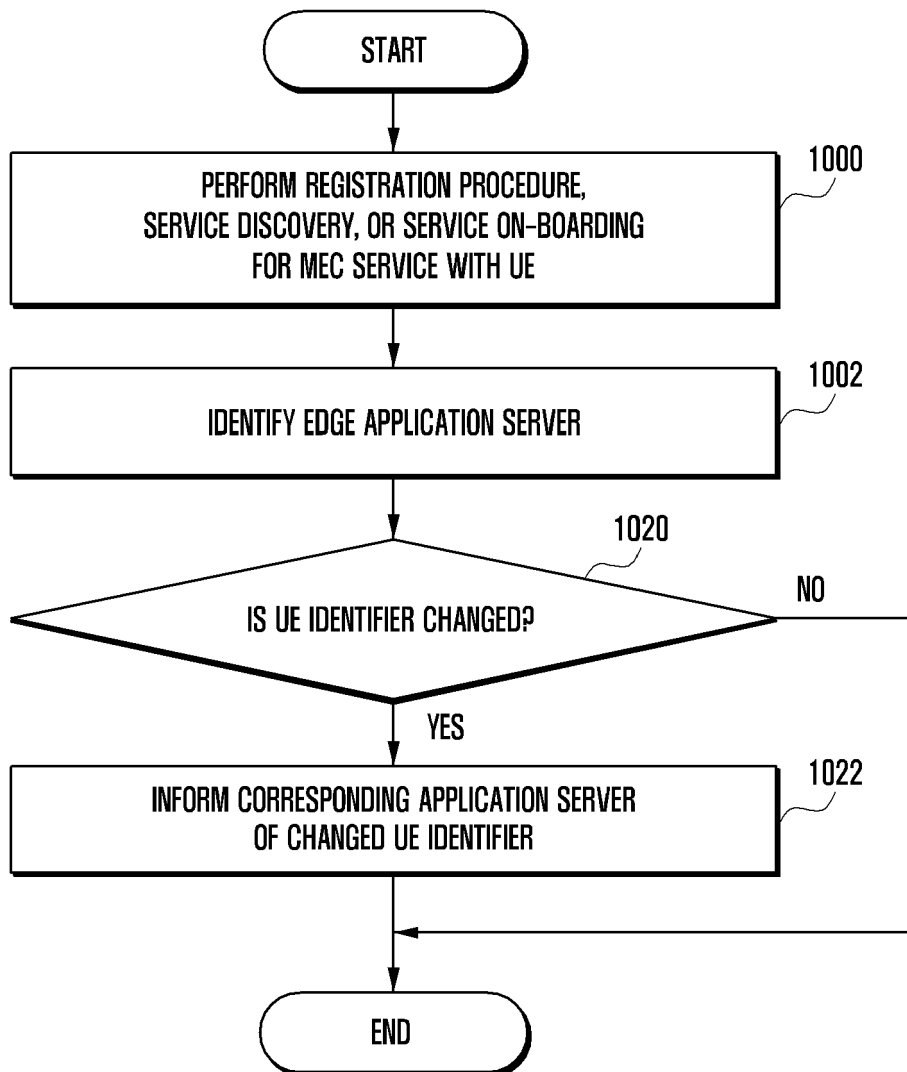 START
1000
PERFORM REGISTRATION PROCEDURE,
SERVICE DISCOVERY, OR SERVICE ON-BOARDING
FOR MEC SERVICE WITH UE
1002
IDENTIFY EDGE APPLICATION SERVER
1020
IS UE IDENTIFIER CHANGED?
NO
YES
1022
INFORM CORRESPONDING APPLICATION SERVER
OF CHANGED UE IDENTIFIER
END